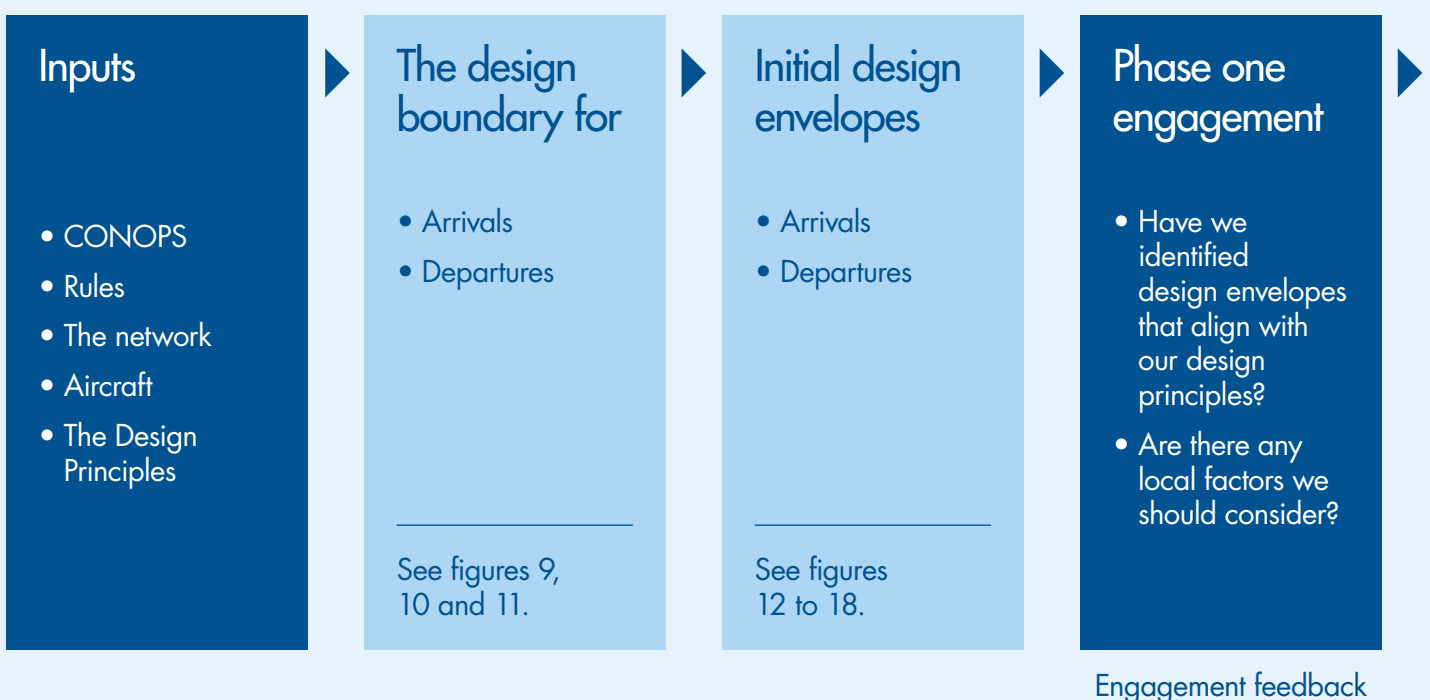 Inputs
• CONOPS
• Rules
• The network
• Aircraft
• The Design
Principles
The design
boundary for
• Arrivals
• Departures
See figures 9,
10 and 11.
Initial design
envelopes
• Arrivals
• Departures
See figures
12 to 18.
Phase one
engagement
• Have we
identified
design envelopes
that align with
our design
principles?
• Are there any
local factors we
should consider?
Engagement feedback